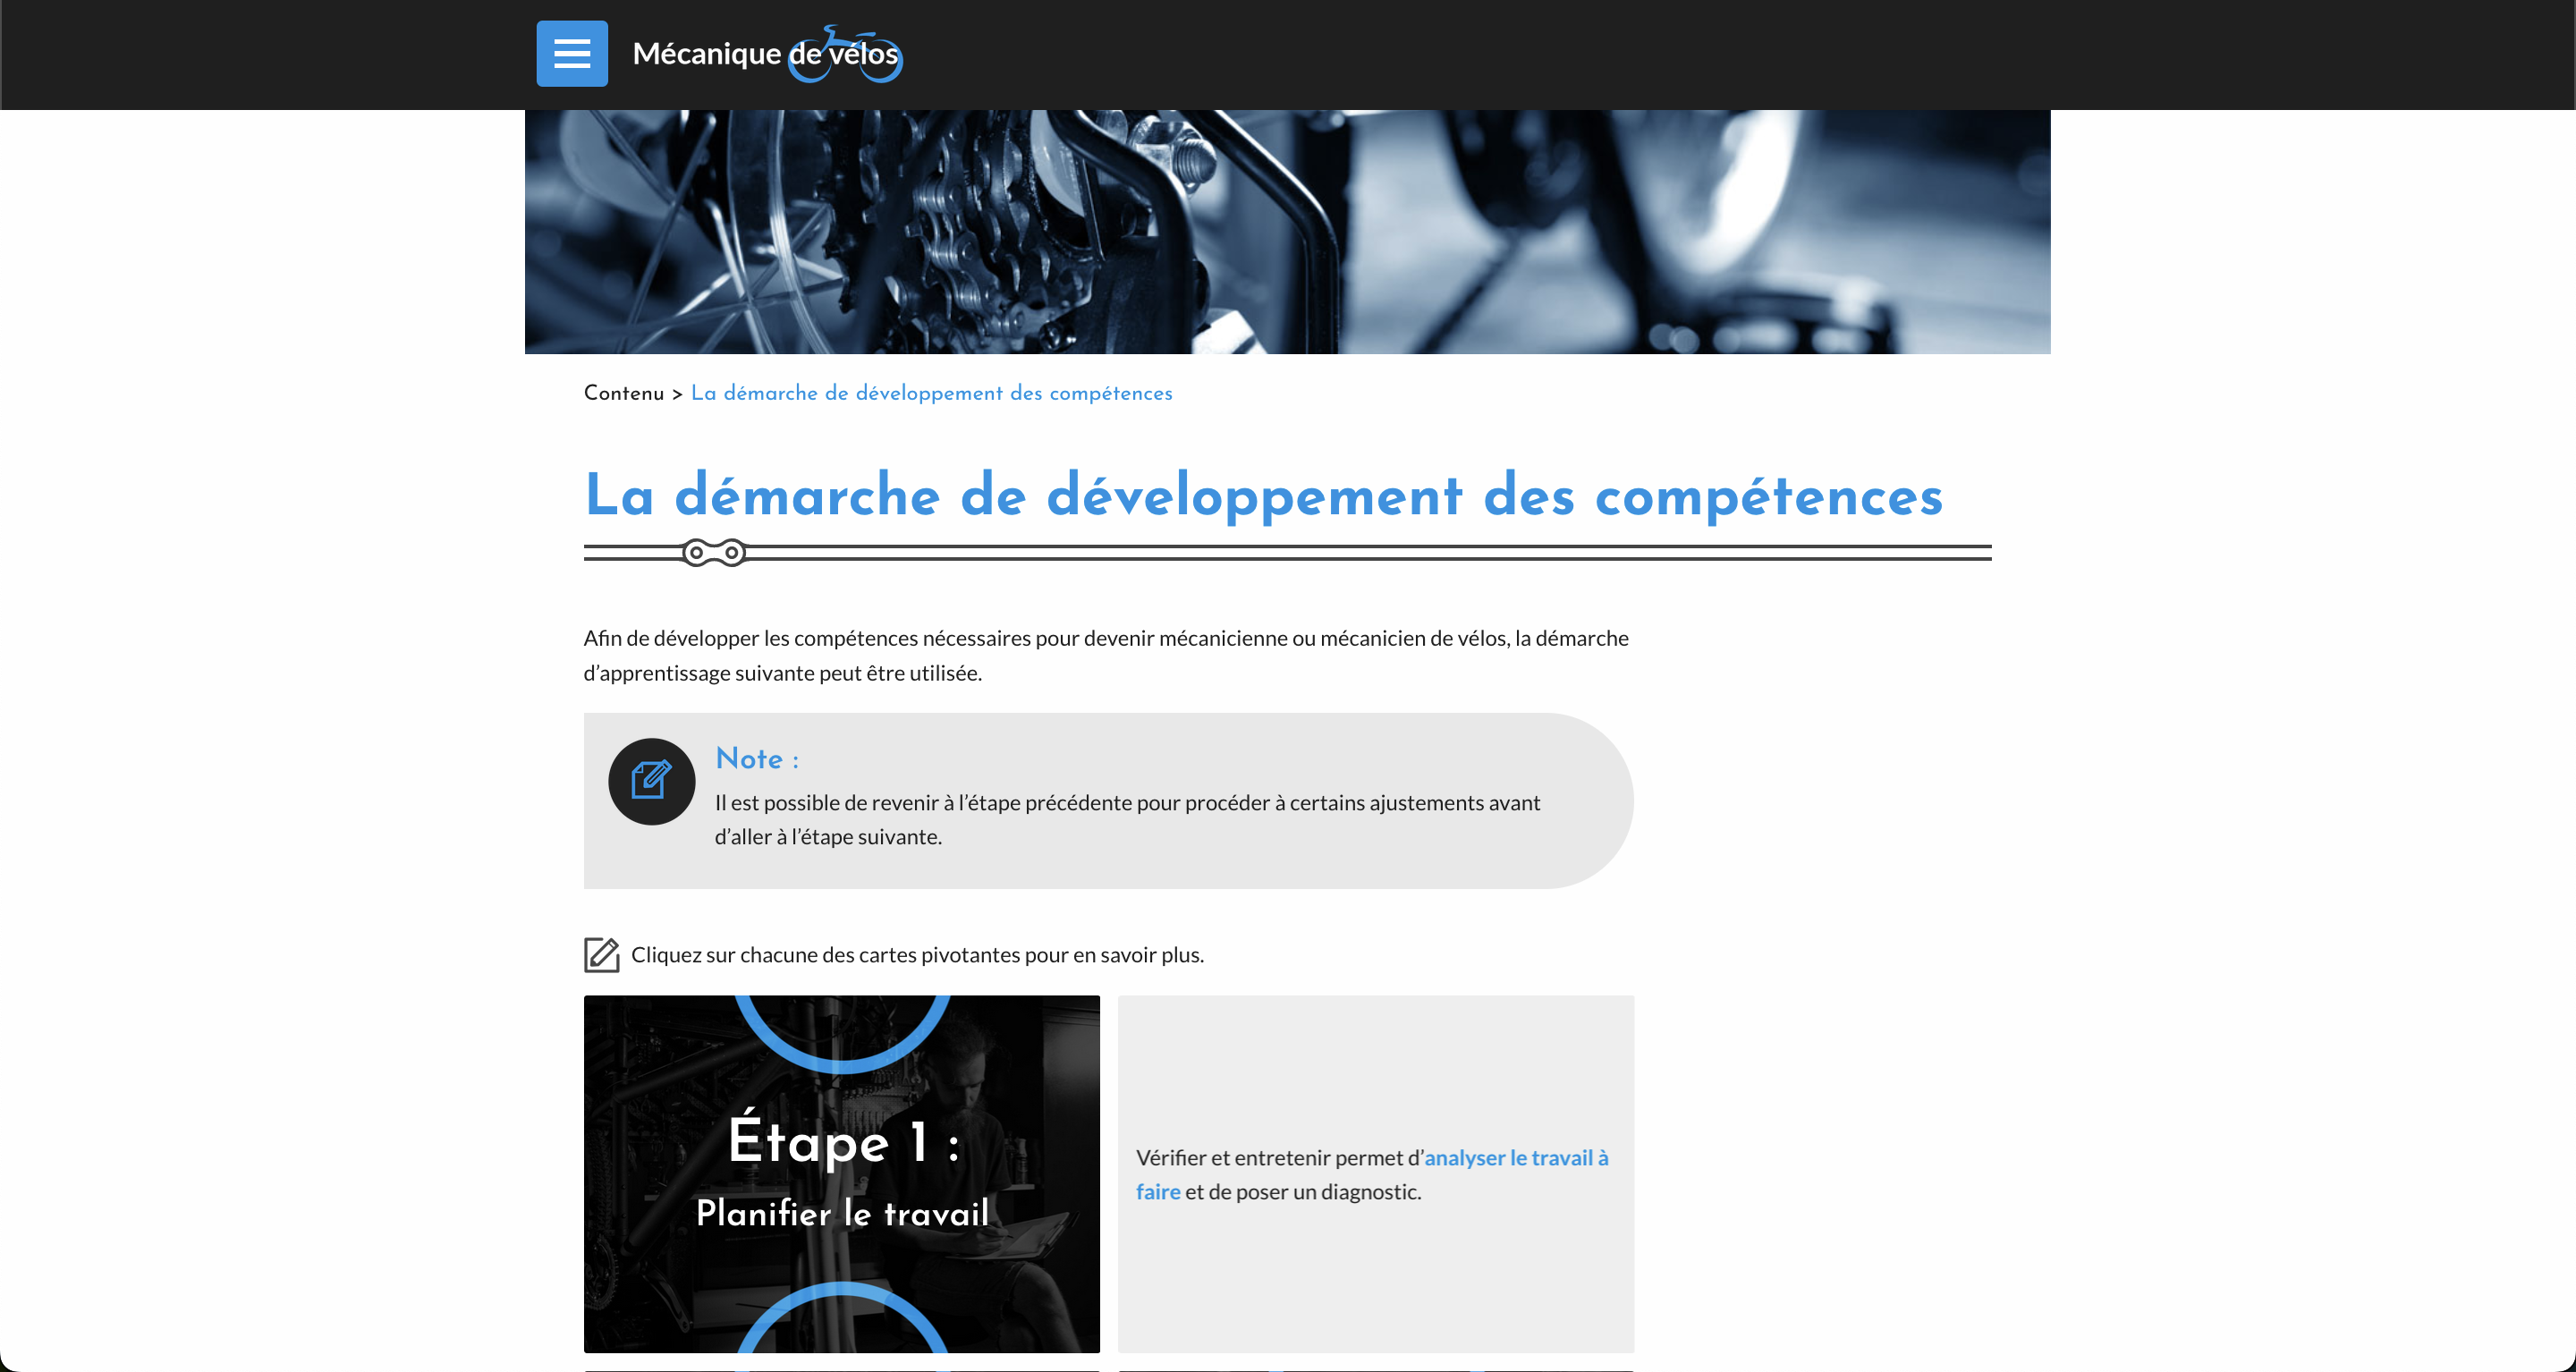 Mécanique de vélos
Contenu > La démarche de développement des compétences
La démarche de développement des compétences
Afin de développer les compétences nécessaires pour devenir mécanicienne ou mécanicien de vélos, la démarche
d’apprentissage suivante peut être utilisée.
Note :
Il est possible de revenir à l’étape précédente pour procéder à certains ajustements avant
d’aller à l’étape suivante.
Cliquez sur chacune des cartes pivotantes pour en savoir plus.
Étape 1 :
Planifier le travail
Vérifier et entretenir permet d’analyser le travail à
faire et de poser un diagnostic.